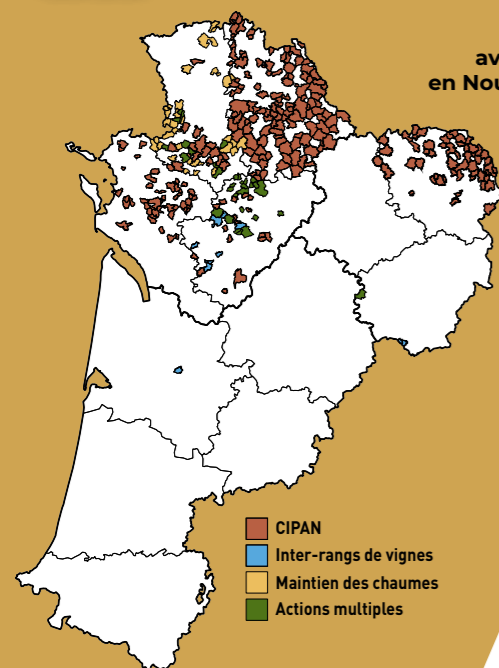 av
en Nou
CIPAN
Inter-rangs de vignes
Maintien des chaumes
Actions multiples